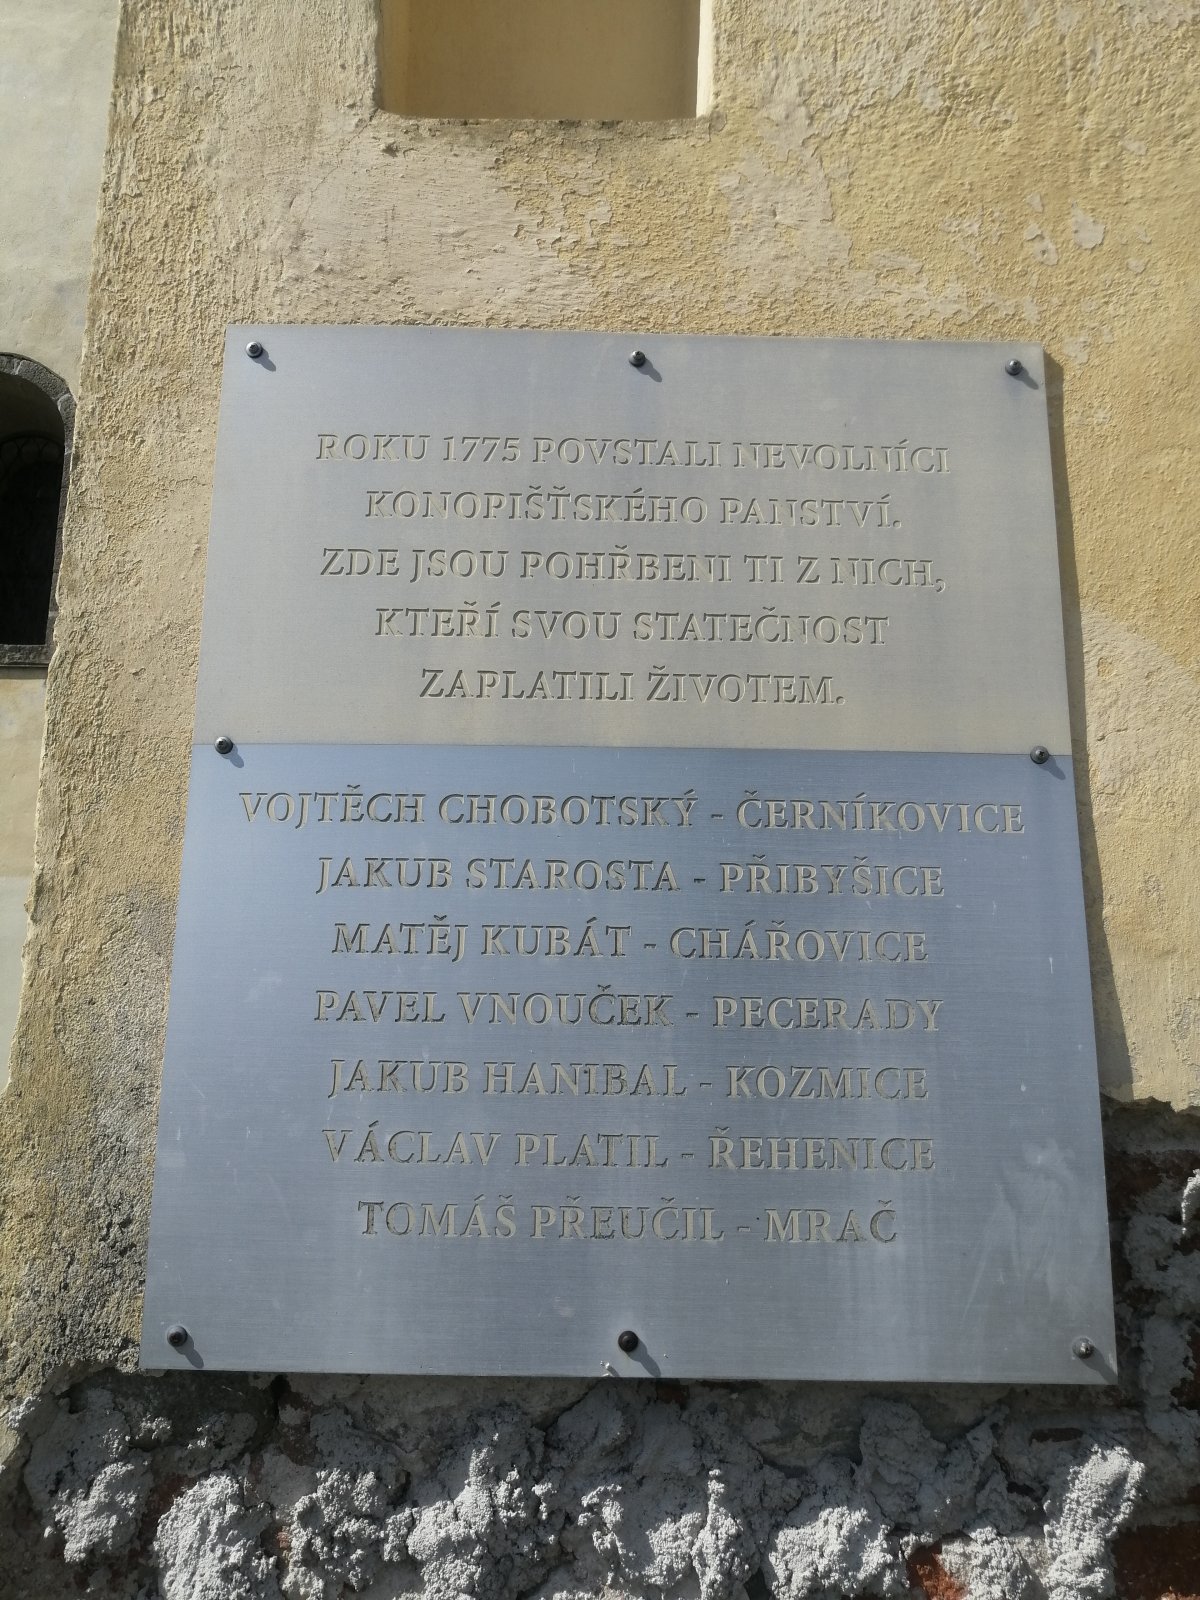 ROKU 1775 POVSTALI NEVOLNÍCI
KONOPIŠŤSKÉHO PANSTVÍ.
ZDE JSOU POHŘBENI TI Z NICH,
KTEŘÍ SVOU STATEČNOST
ZAPLATILI ŽIVOTEM.
VOJTĚCH CHOBOTSKÝ - ČERNÍKOVICE
JAKUB STAROSTA - PŘIBYŠICE
MATĚJ KUBÁT - CHÁŘOVICE
PAVEL VNOUČEK - PECERADY
JAKUB HANIBAL - KOZMICE
VÁCLAV PLATIL - ŘEHENICE
TOMÁŠ PŘEUČIL - MRAČ